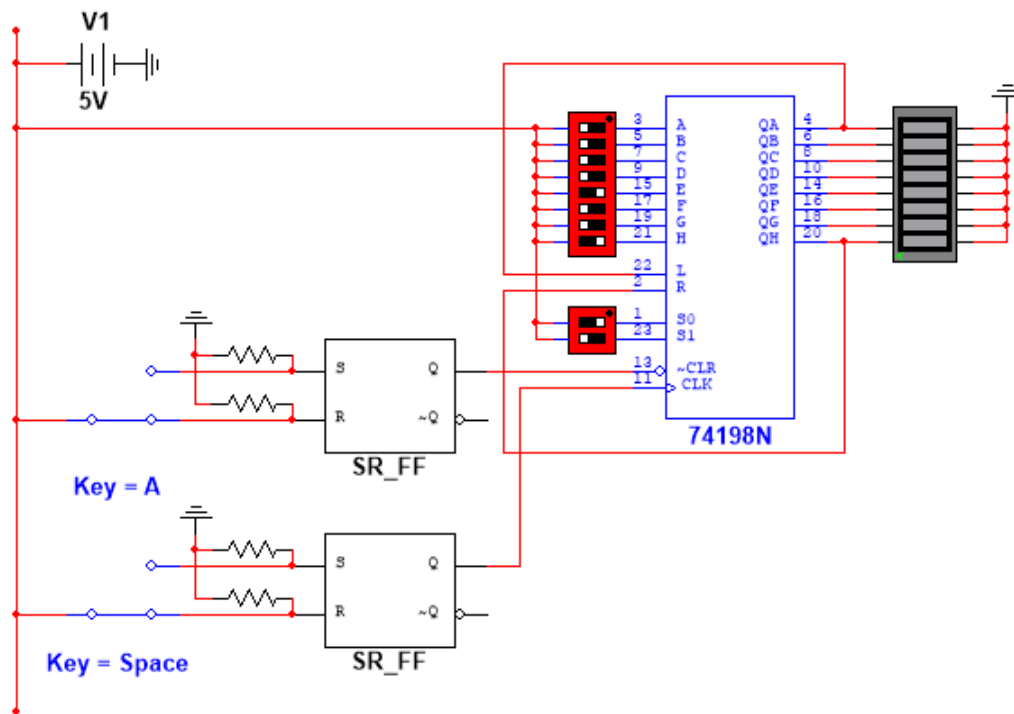 V1
5V
3 A QA 4
5 B QB 6
7 C QC 8
9 D QD 10
15 E QE 14
17 F QF 16
19 G QG 18
21 H QH 20
22 L
2 R
1 S0
23 S1
13 ~CLR
11 CLK
74198N
S Q
R ~Q
SR_FF
Key = A
S Q
R ~Q
SR_FF
Key = Space